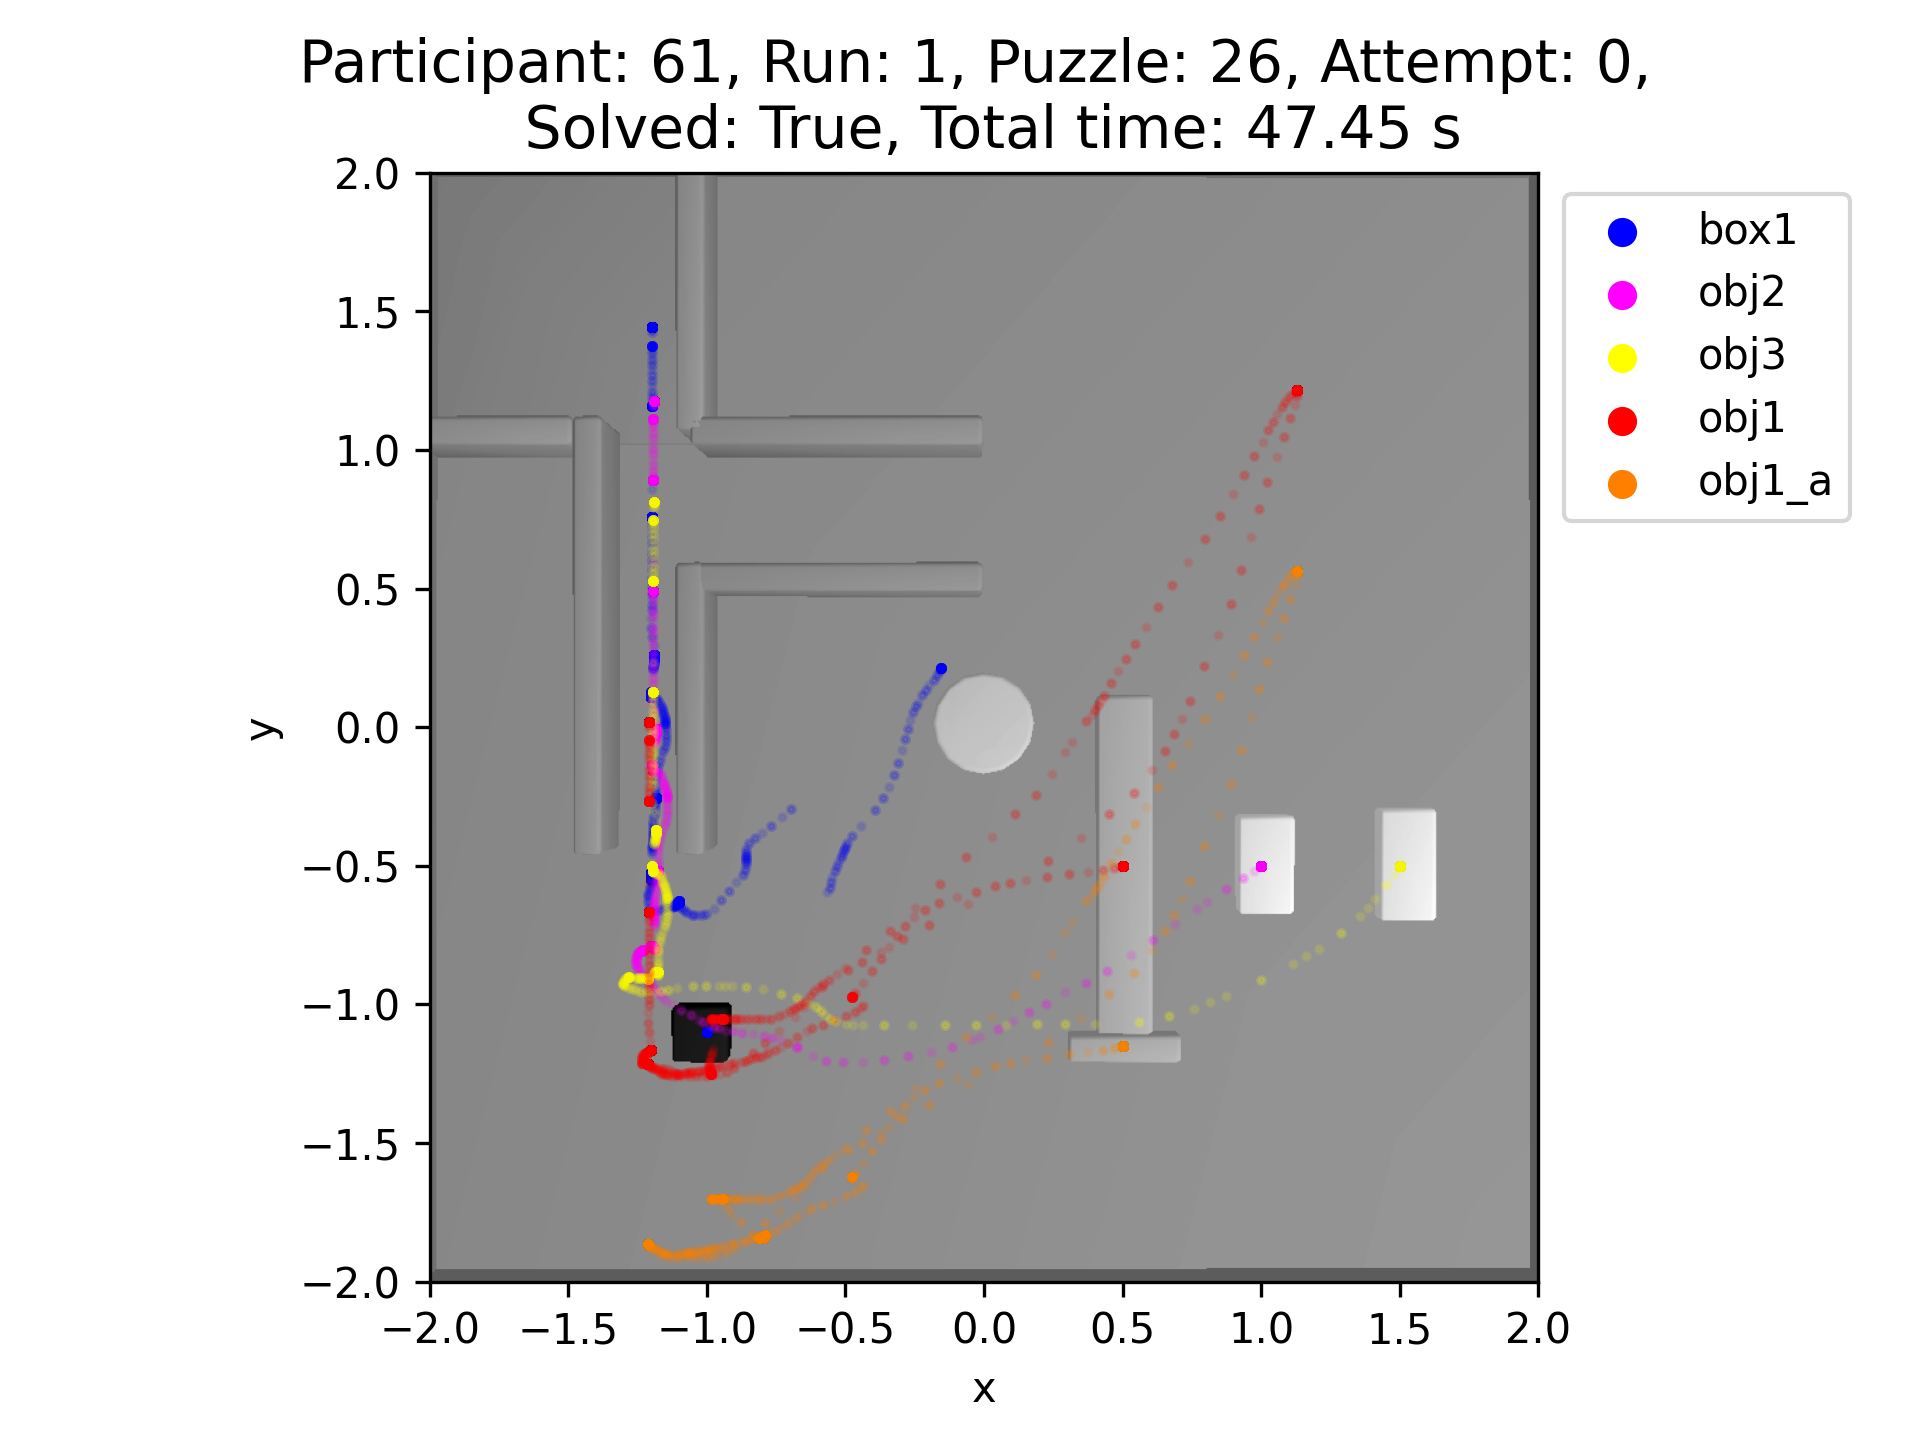 Participant: 61, Run: 1, Puzzle: 26, Attempt: 0,
Solved: True, Total time: 47.45 s
2.0
1.5
1.0
0.5
0.0
−0.5
−1.0
−1.5
−2.0
y
−2.0 −1.5 −1.0 −0.5 0.0 0.5 1.0 1.5 2.0
x
box1
obj2
obj3
obj1
obj1_a